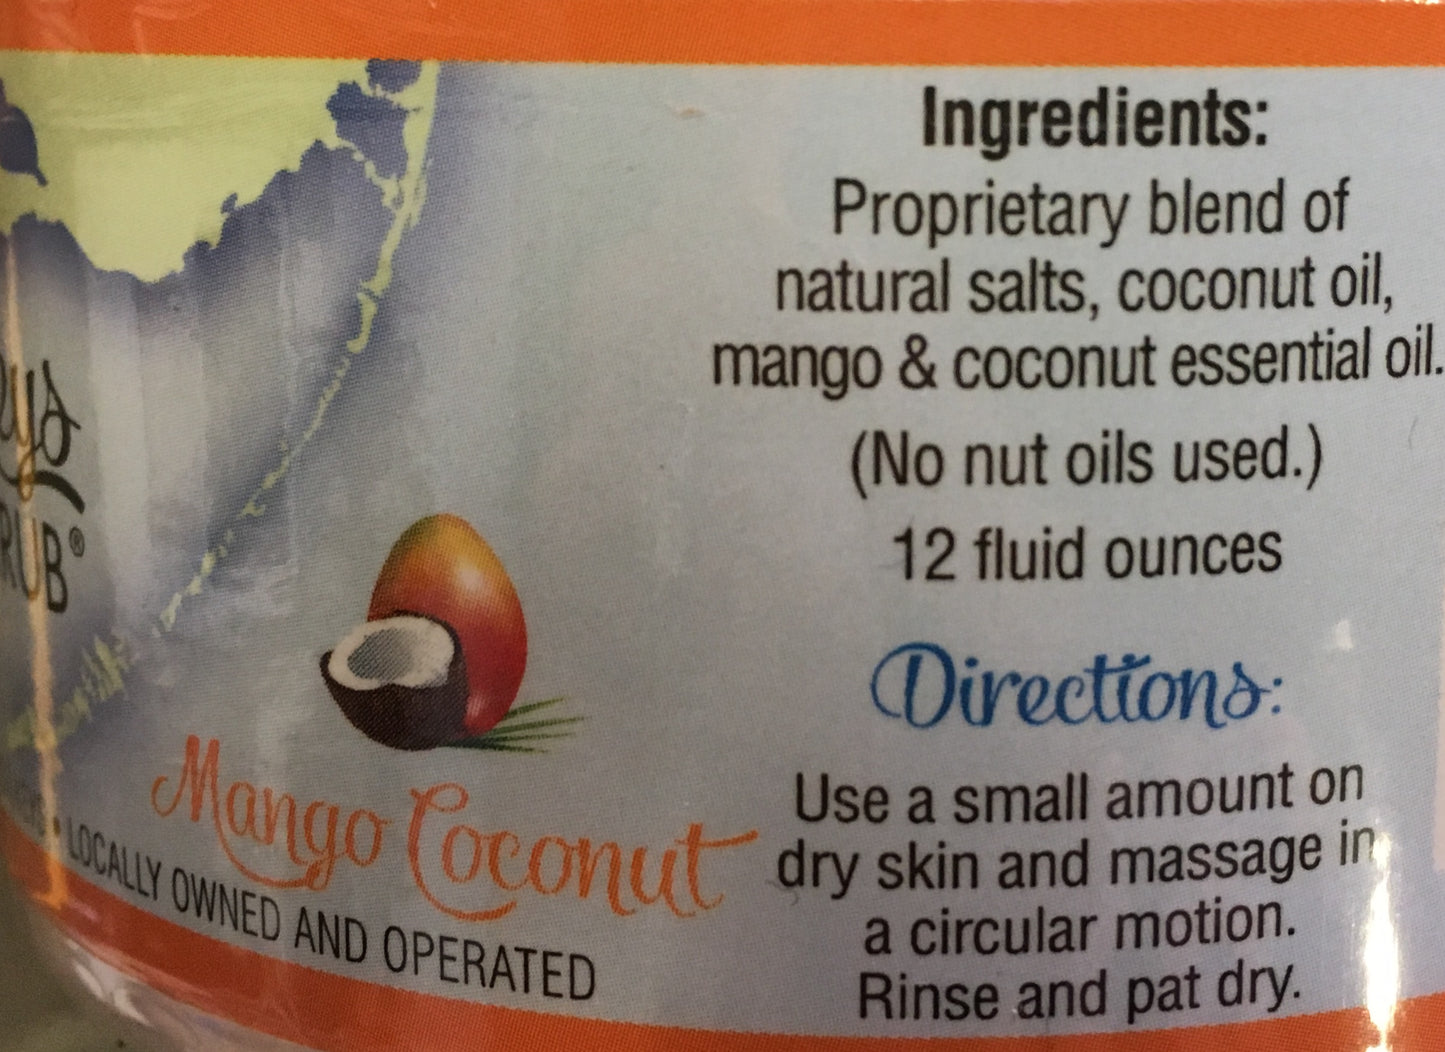 Ingredients:
Proprietary blend of
natural salts, coconut oil,
mango & coconut essential oil.
(No nut oils used.)
12 fluid ounces
Directions:
Use a small amount on
dry skin and massage in
a circular motion.
Rinse and pat dry.
Mango Coconut
• LOCALLY OWNED AND OPERATED